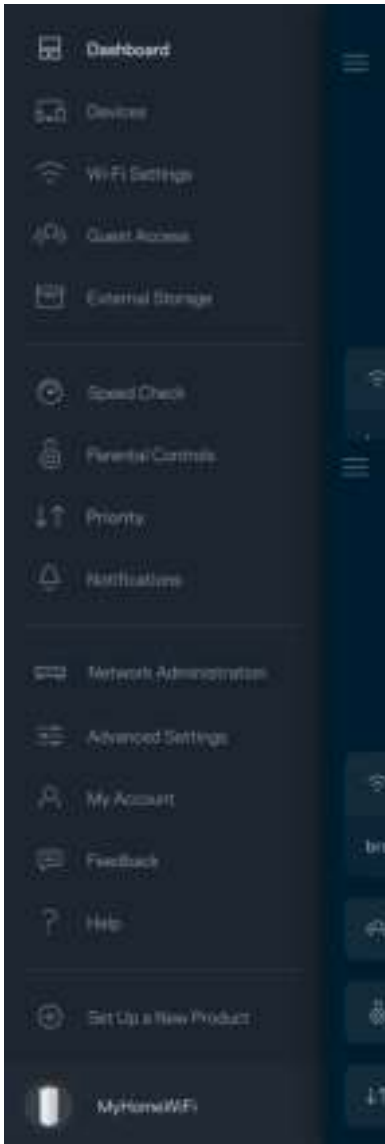 Dashboard
Devices
Wi-Fi Settings
Guest Access
External Storage
Speed Check
Parental Controls
Priority
Notifications
Network Administration
Advanced Settings
My Account
Feedback
Help
Set Up a New Product
MyHomeWiFi